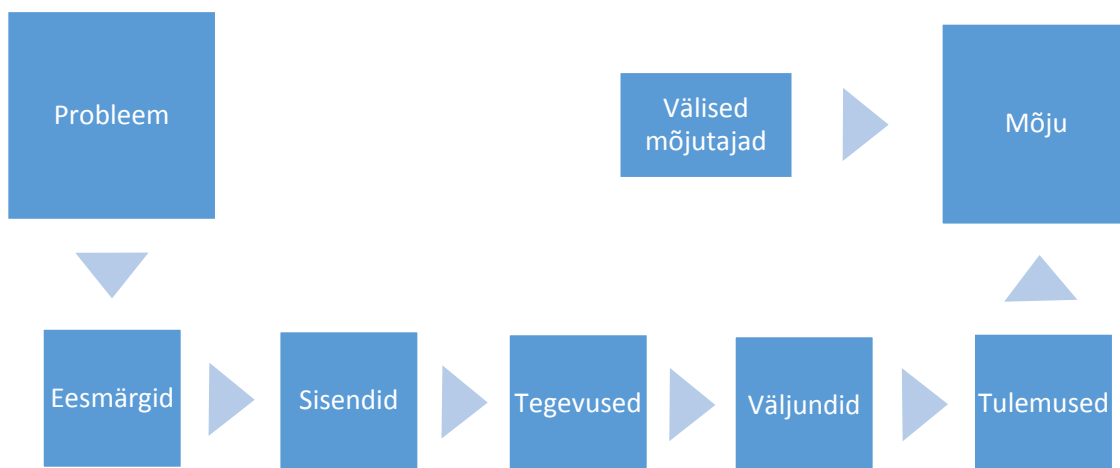 Probleem
Välised
mõjutajad
Mõju
Eesmärgid
Sisendid
Tegevused
Väljundid
Tulemused